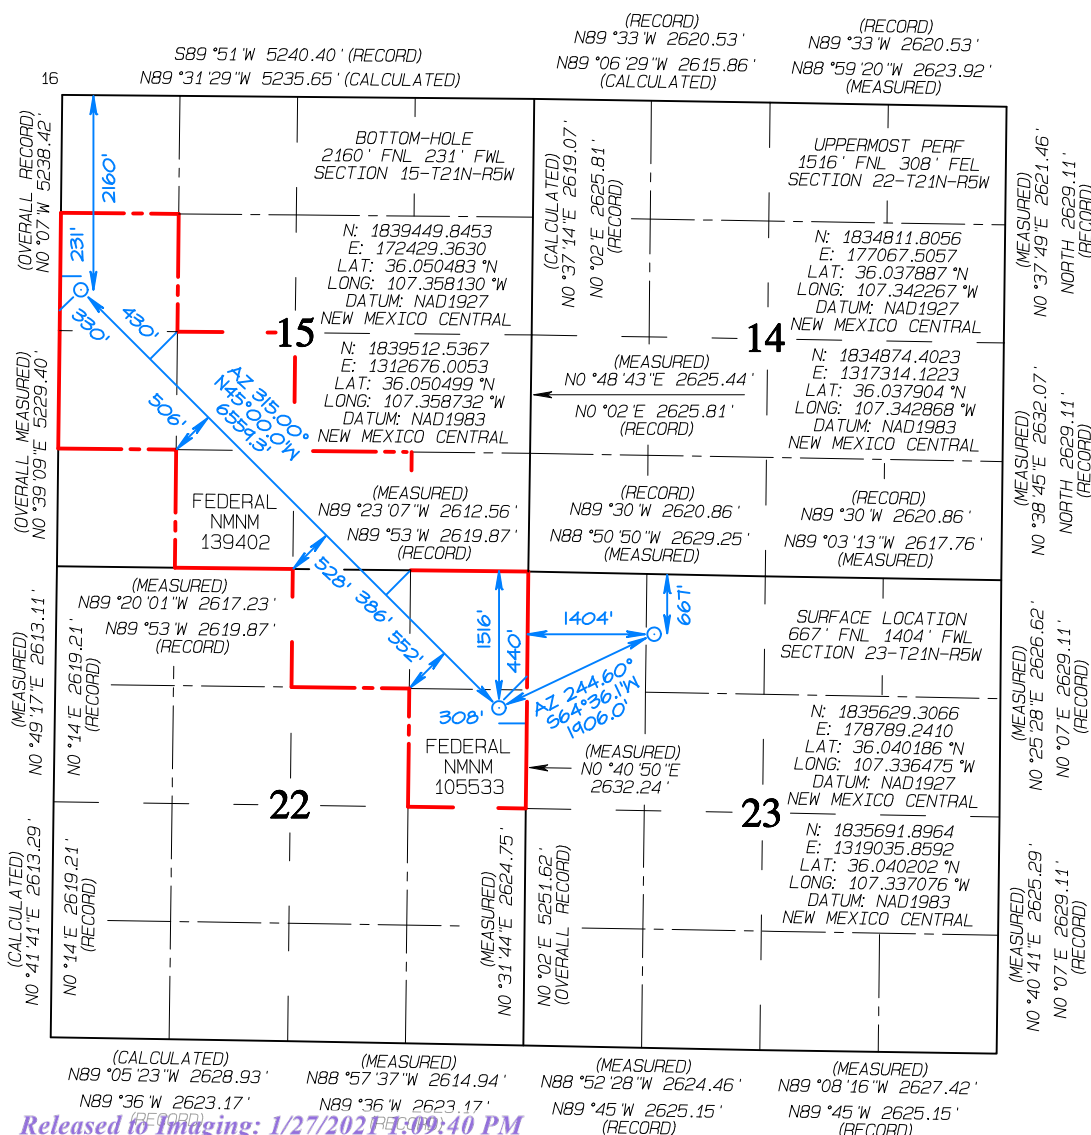 S89°51'W 5240.40' (RECORD)
N89°31'29"W 5235.65' (CALCULATED)
(RECORD)
N89°33'W 2620.53'
N89°06'29"W 2615.86'
(CALCULATED)
(RECORD)
N89°33'W 2620.53'
N88°59'20"W 2623.92'
(MEASURED)
16
(OVERALL RECORD)
N0°07'W 5238.42'
2160'
231'
BOTTOM-HOLE
2160' FNL 231' FWL
SECTION 15-T21N-R5W
N: 1839449.8453
E: 172429.3630
LAT: 36.050483 °N
LONG: 107.358130 °W
DATUM: NAD1927
NEW MEXICO CENTRAL
N: 1839512.5367
E: 1312676.0053
LAT: 36.050499 °N
LONG: 107.358732 °W
DATUM: NAD1983
NEW MEXICO CENTRAL
15
(CALCULATED)
N0°37'14"E 2619.07'
N0°02'E 2625.81'
(RECORD)
UPPERMOST PERF
1516' FNL 308' FEL
SECTION 22-T21N-R5W
N: 1834811.8056
E: 177067.5057
LAT: 36.037887 °N
LONG: 107.342267 °W
DATUM: NAD1927
NEW MEXICO CENTRAL
14
N: 1834874.4023
E: 1317314.1223
LAT: 36.037904 °N
LONG: 107.342868 °W
DATUM: NAD1983
NEW MEXICO CENTRAL
(MEASURED)
N0°37'49"E 2621.46'
NORTH 2629.11'
(RECORD)
330'
430'
506'
AZ 315.00°
N45°00.0'W
6559.3'
(MEASURED)
N0°48'43"E 2625.44'
N0°02'E 2625.81'
(RECORD)
(OVERALL MEASURED)
N0°39'09"E 5229.40'
(MEASURED)
N0°38'45"E 2632.07'
NORTH 2629.11'
(RECORD)
FEDERAL
NMNM
139402
(MEASURED)
N89°23'07"W 2612.56'
N89°53'W 2619.87'
(RECORD)
(RECORD)
N89°30'W 2620.86'
N88°50'50"W 2629.25'
(MEASURED)
(RECORD)
N89°30'W 2620.86'
N89°03'13"W 2617.76'
(MEASURED)
(MEASURED)
N89°20'01"W 2617.23'
N89°53'W 2619.87'
(RECORD)
528'
386'
552'
1516'
440'
1404'
667'
308'
AZ 244.60°
S64°36.1'W
1906.0'
SURFACE LOCATION
667' FNL 1404' FWL
SECTION 23-T21N-R5W
N: 1835629.3066
E: 178789.2410
LAT: 36.040186 °N
LONG: 107.336475 °W
DATUM: NAD1927
NEW MEXICO CENTRAL
N: 1835691.8964
E: 1319035.8592
LAT: 36.040202 °N
LONG: 107.337076 °W
DATUM: NAD1983
NEW MEXICO CENTRAL
(MEASURED)
N0°49'17"E 2613.11'
N0°14'E 2619.21'
(RECORD)
FEDERAL
NMNM
105533
(MEASURED)
N0°40'50"E
2632.24'
22
23
(MEASURED)
N0°25'28"E 2626.62'
N0°07'E 2629.11'
(RECORD)
(CALCULATED)
N0°41'41"E 2613.29'
N0°14'E 2619.21'
(RECORD)
(MEASURED)
N0°31'44"E 2624.75'
N0°02'E 5251.62'
(OVERALL RECORD)
(MEASURED)
N0°40'41"E 2625.29'
N0°07'E 2629.11'
(RECORD)
(CALCULATED)
N89°05'23"W 2628.93'
N89°36'W 2623.17'
(RECORD)
(MEASURED)
N88°57'37"W 2614.94'
N89°36'W 2623.17'
(RECORD)
(MEASURED)
N88°52'28"W 2624.46'
N89°45'W 2625.15'
(RECORD)
(MEASURED)
N89°08'16"W 2627.42'
N89°45'W 2625.15'
(RECORD)
Released to Imaging: 1/27/2021 1:09:40 PM